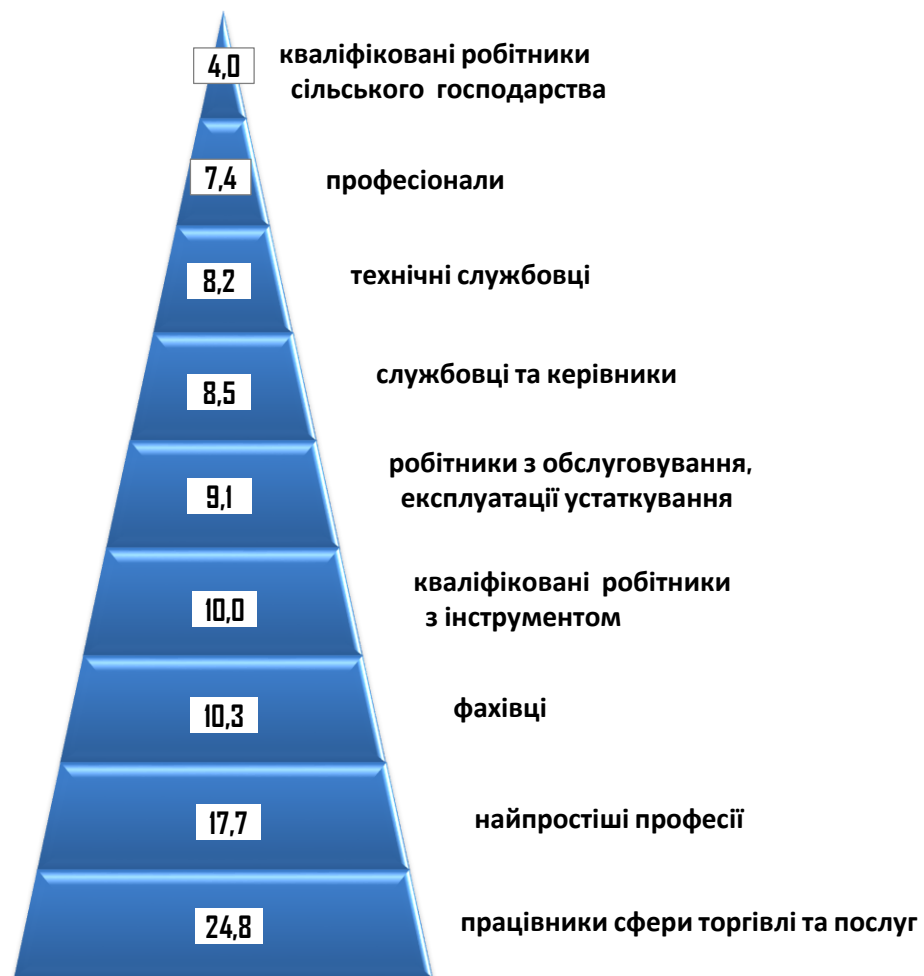 кваліфіковані робітники
4,0
сільського господарства
7,4
професіонали
8,2
технічні службовці
8,5
службовці та керівники
робітники з обслуговування,
9,1
експлуатації устаткування
кваліфіковані робітники
10,0
з інструментом
10,3
фахівці
17,7
найпростіші професії
24,8
працівники сфери торгівлі та послуг